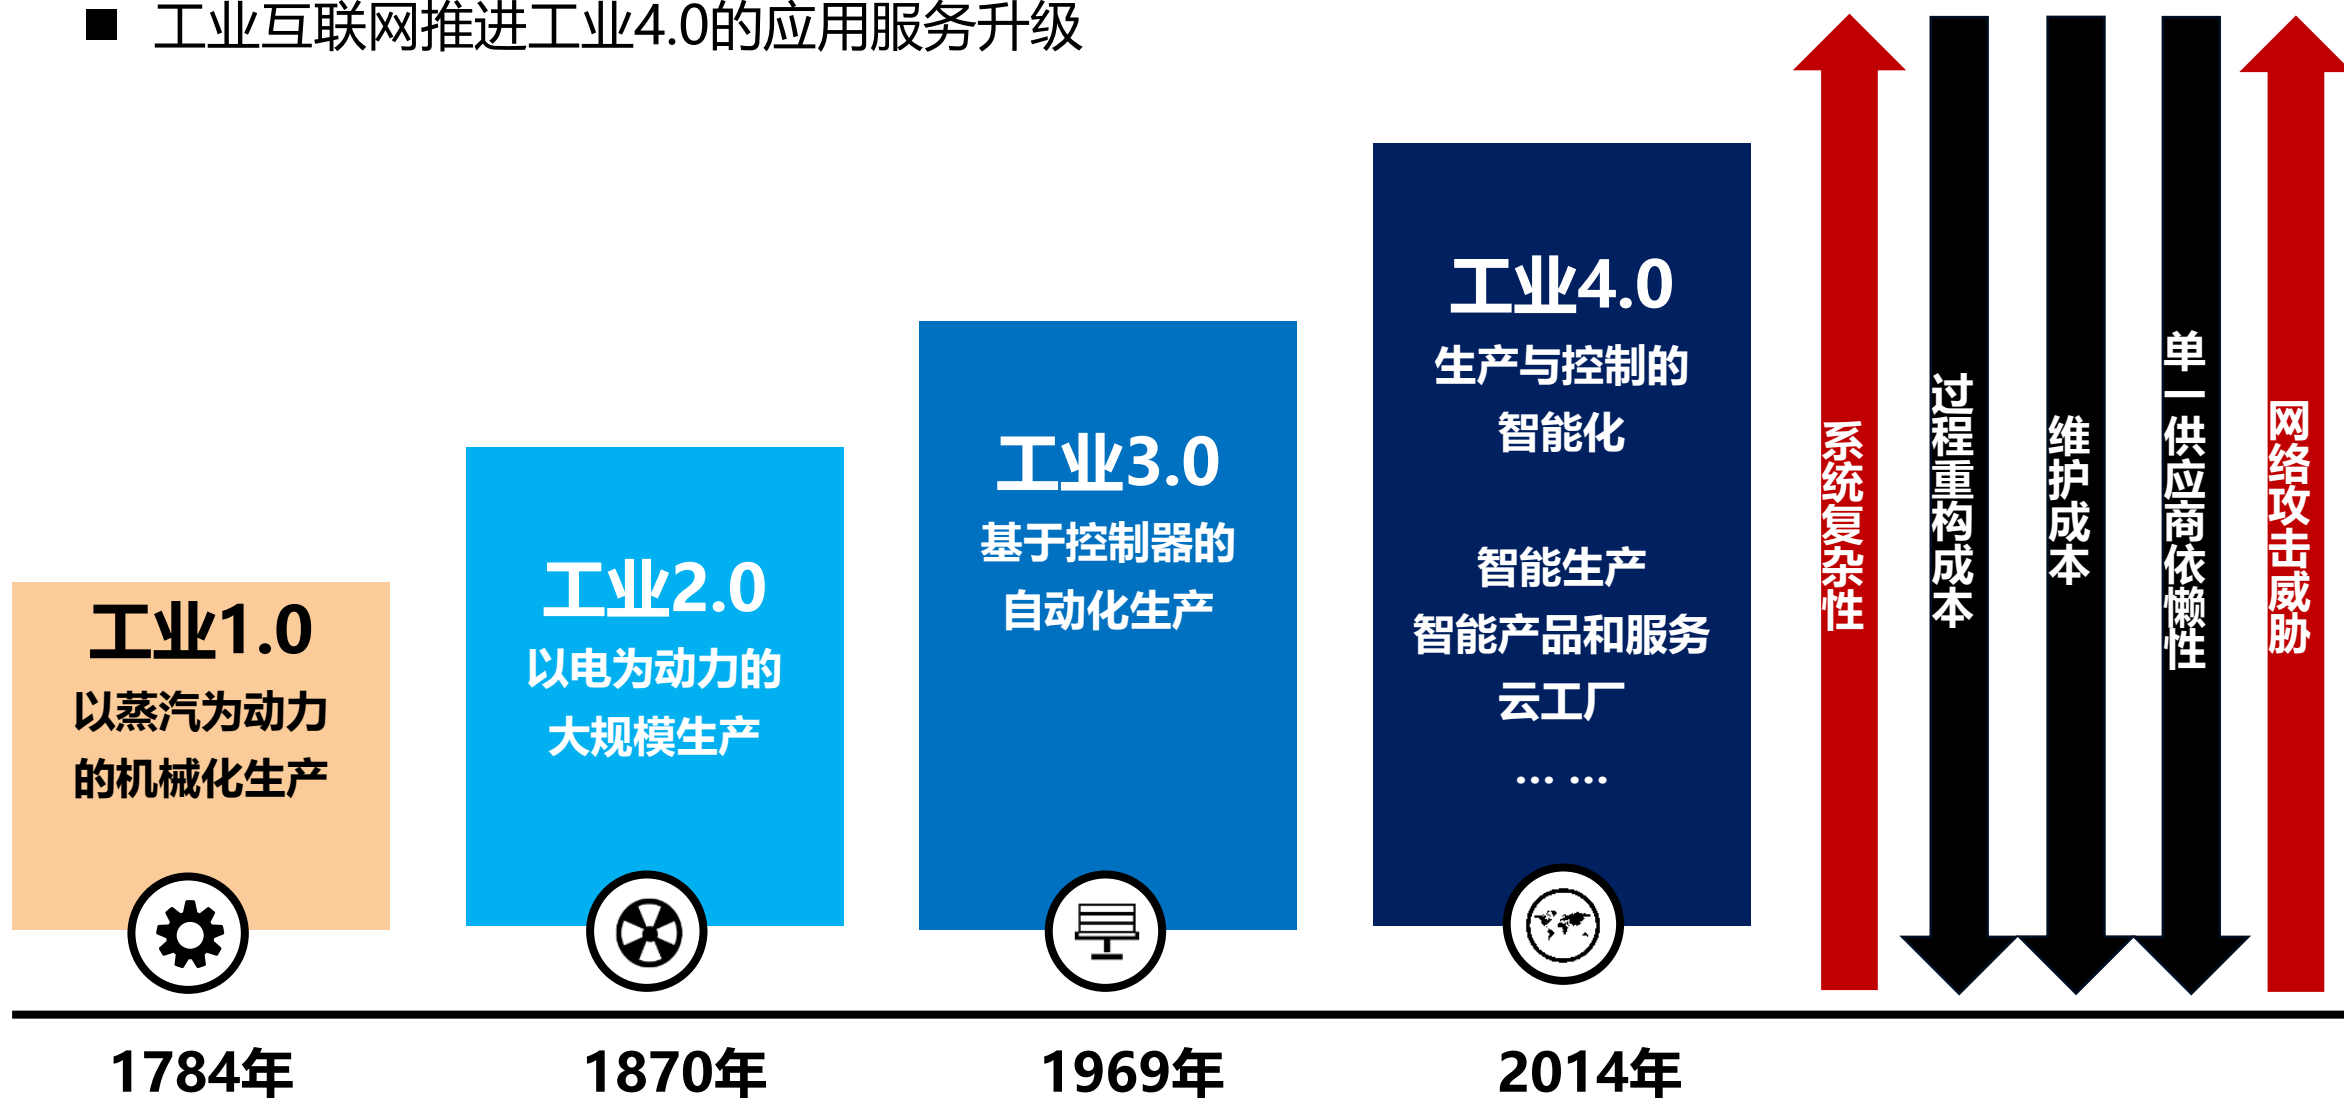 ■ 工业互联网推进工业4.0的应用服务升级
工业1.0
以蒸汽为动力
的机械化生产
工业2.0
以电为动力的
大规模生产
工业3.0
基于控制器的
自动化生产
工业4.0
生产与控制的
智能化
智能生产
智能产品和服务
云工厂
... ...
系统复杂性
过程重构成本
维护成本
单一供应商依懒性
网络攻击威胁
1784年
1870年
1969年
2014年